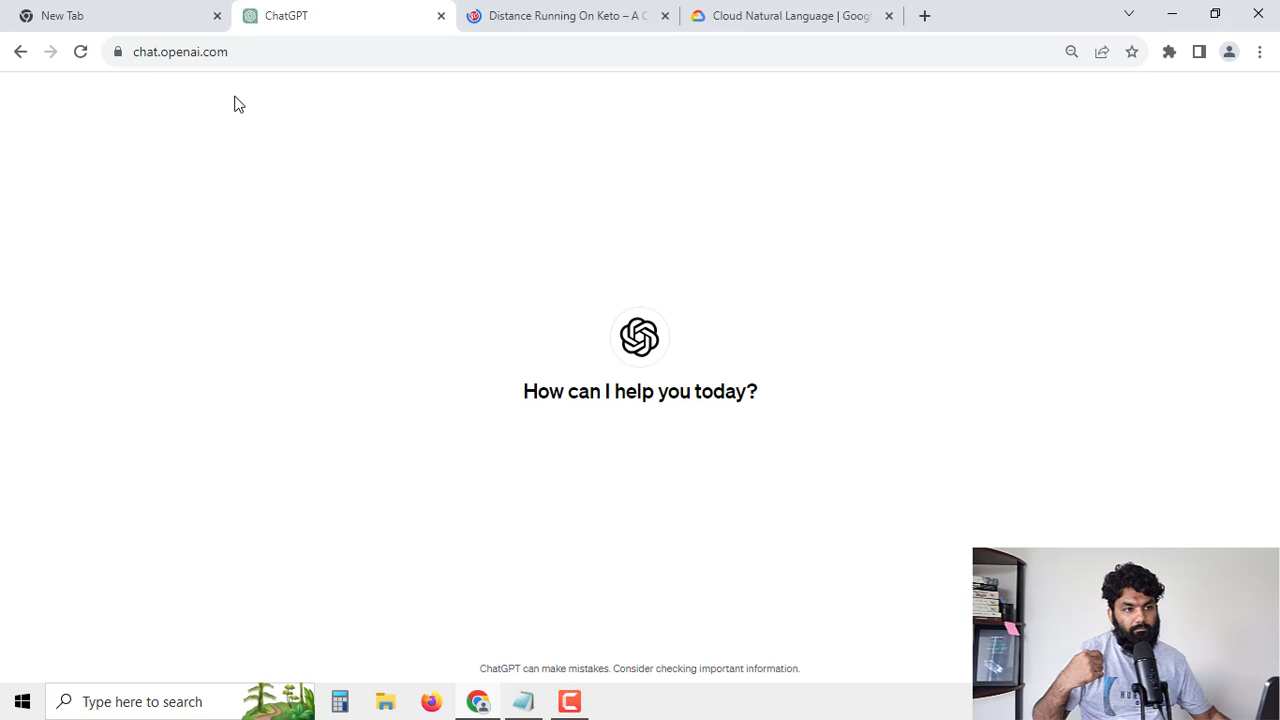 New Tab
ChatGPT
Distance Running On Keto – A C
Cloud Natural Language | Goog
chat.openai.com
How can I help you today?
ChatGPT can make mistakes. Consider checking important information.
Type here to search